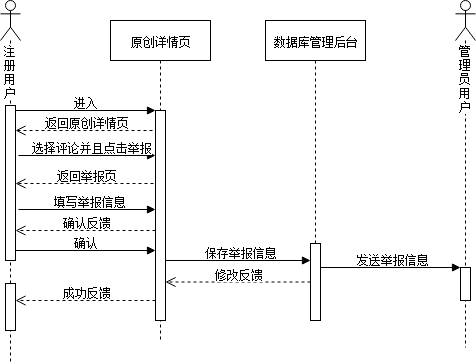 注册用户
原创详情页
数据库管理后台
管理员用户
进入
返回原创详情页
选择评论并且点击举报
返回举报页
填写举报信息
确认反馈
确认
保存举报信息
发送举报信息
修改反馈
成功反馈